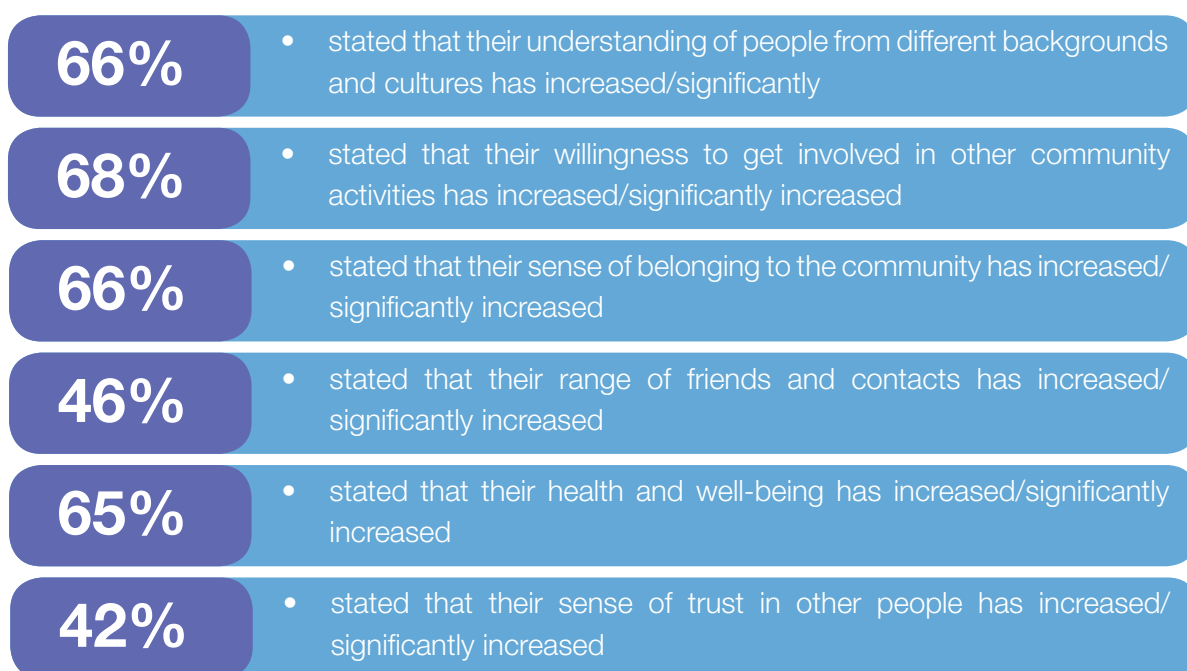 66%
• stated that their understanding of people from different backgrounds
and cultures has increased/significantly
68%
• stated that their willingness to get involved in other community
activities has increased/significantly increased
66%
• stated that their sense of belonging to the community has increased/
significantly increased
46%
• stated that their range of friends and contacts has increased/
significantly increased
65%
• stated that their health and well-being has increased/significantly
increased
42%
• stated that their sense of trust in other people has increased/
significantly increased